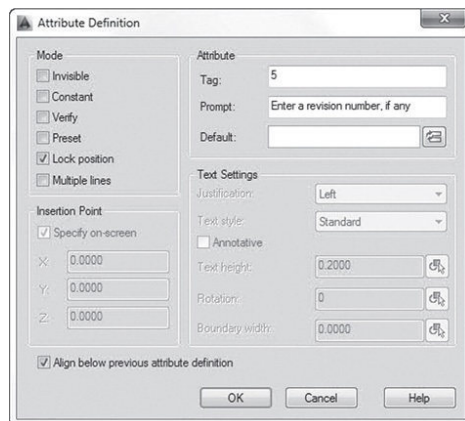 Attribute Definition
Mode
Invisible
Constant
Verify
Preset
Lock position
Multiple lines
Insertion Point
Specify on-screen
X: 0.0000
Y: 0.0000
Z: 0.0000
Attribute
Tag: 5
Prompt: Enter a revision number, if any
Default:
Text Settings
Justification: Left
Text style: Standard
Annotative
Text height: 0.2000
Rotation: 0
Boundary width: 0.0000
Align below previous attribute definition
OK Cancel Help